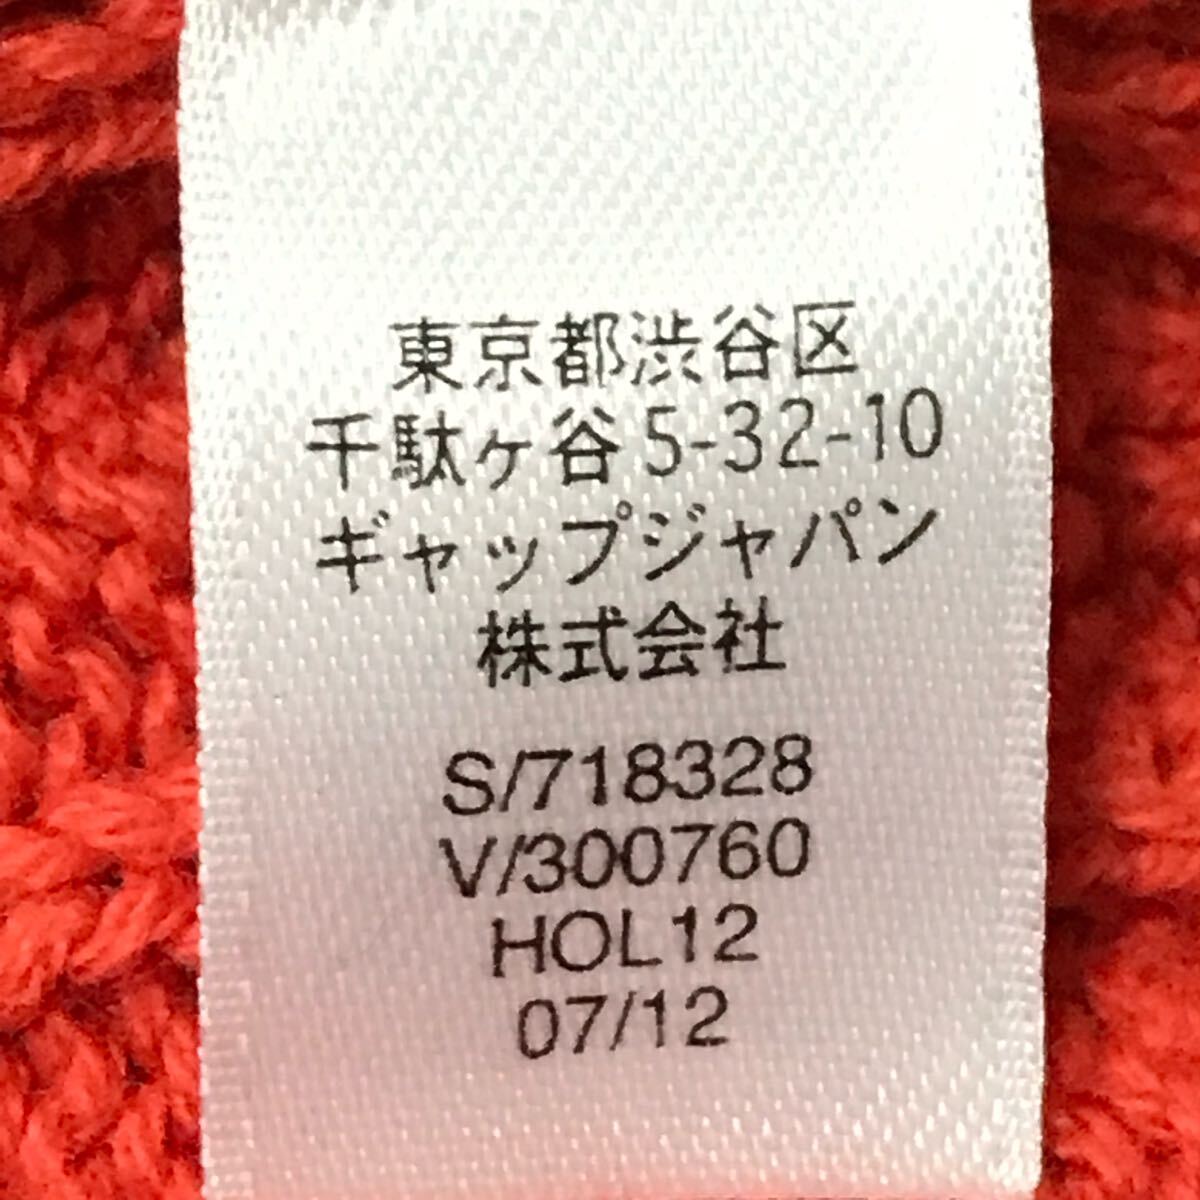 東京都渋谷区
千駄ヶ谷5-32-10
ギャップジャパン
株式会社
S/718328
V/300760
HOL12
07/12